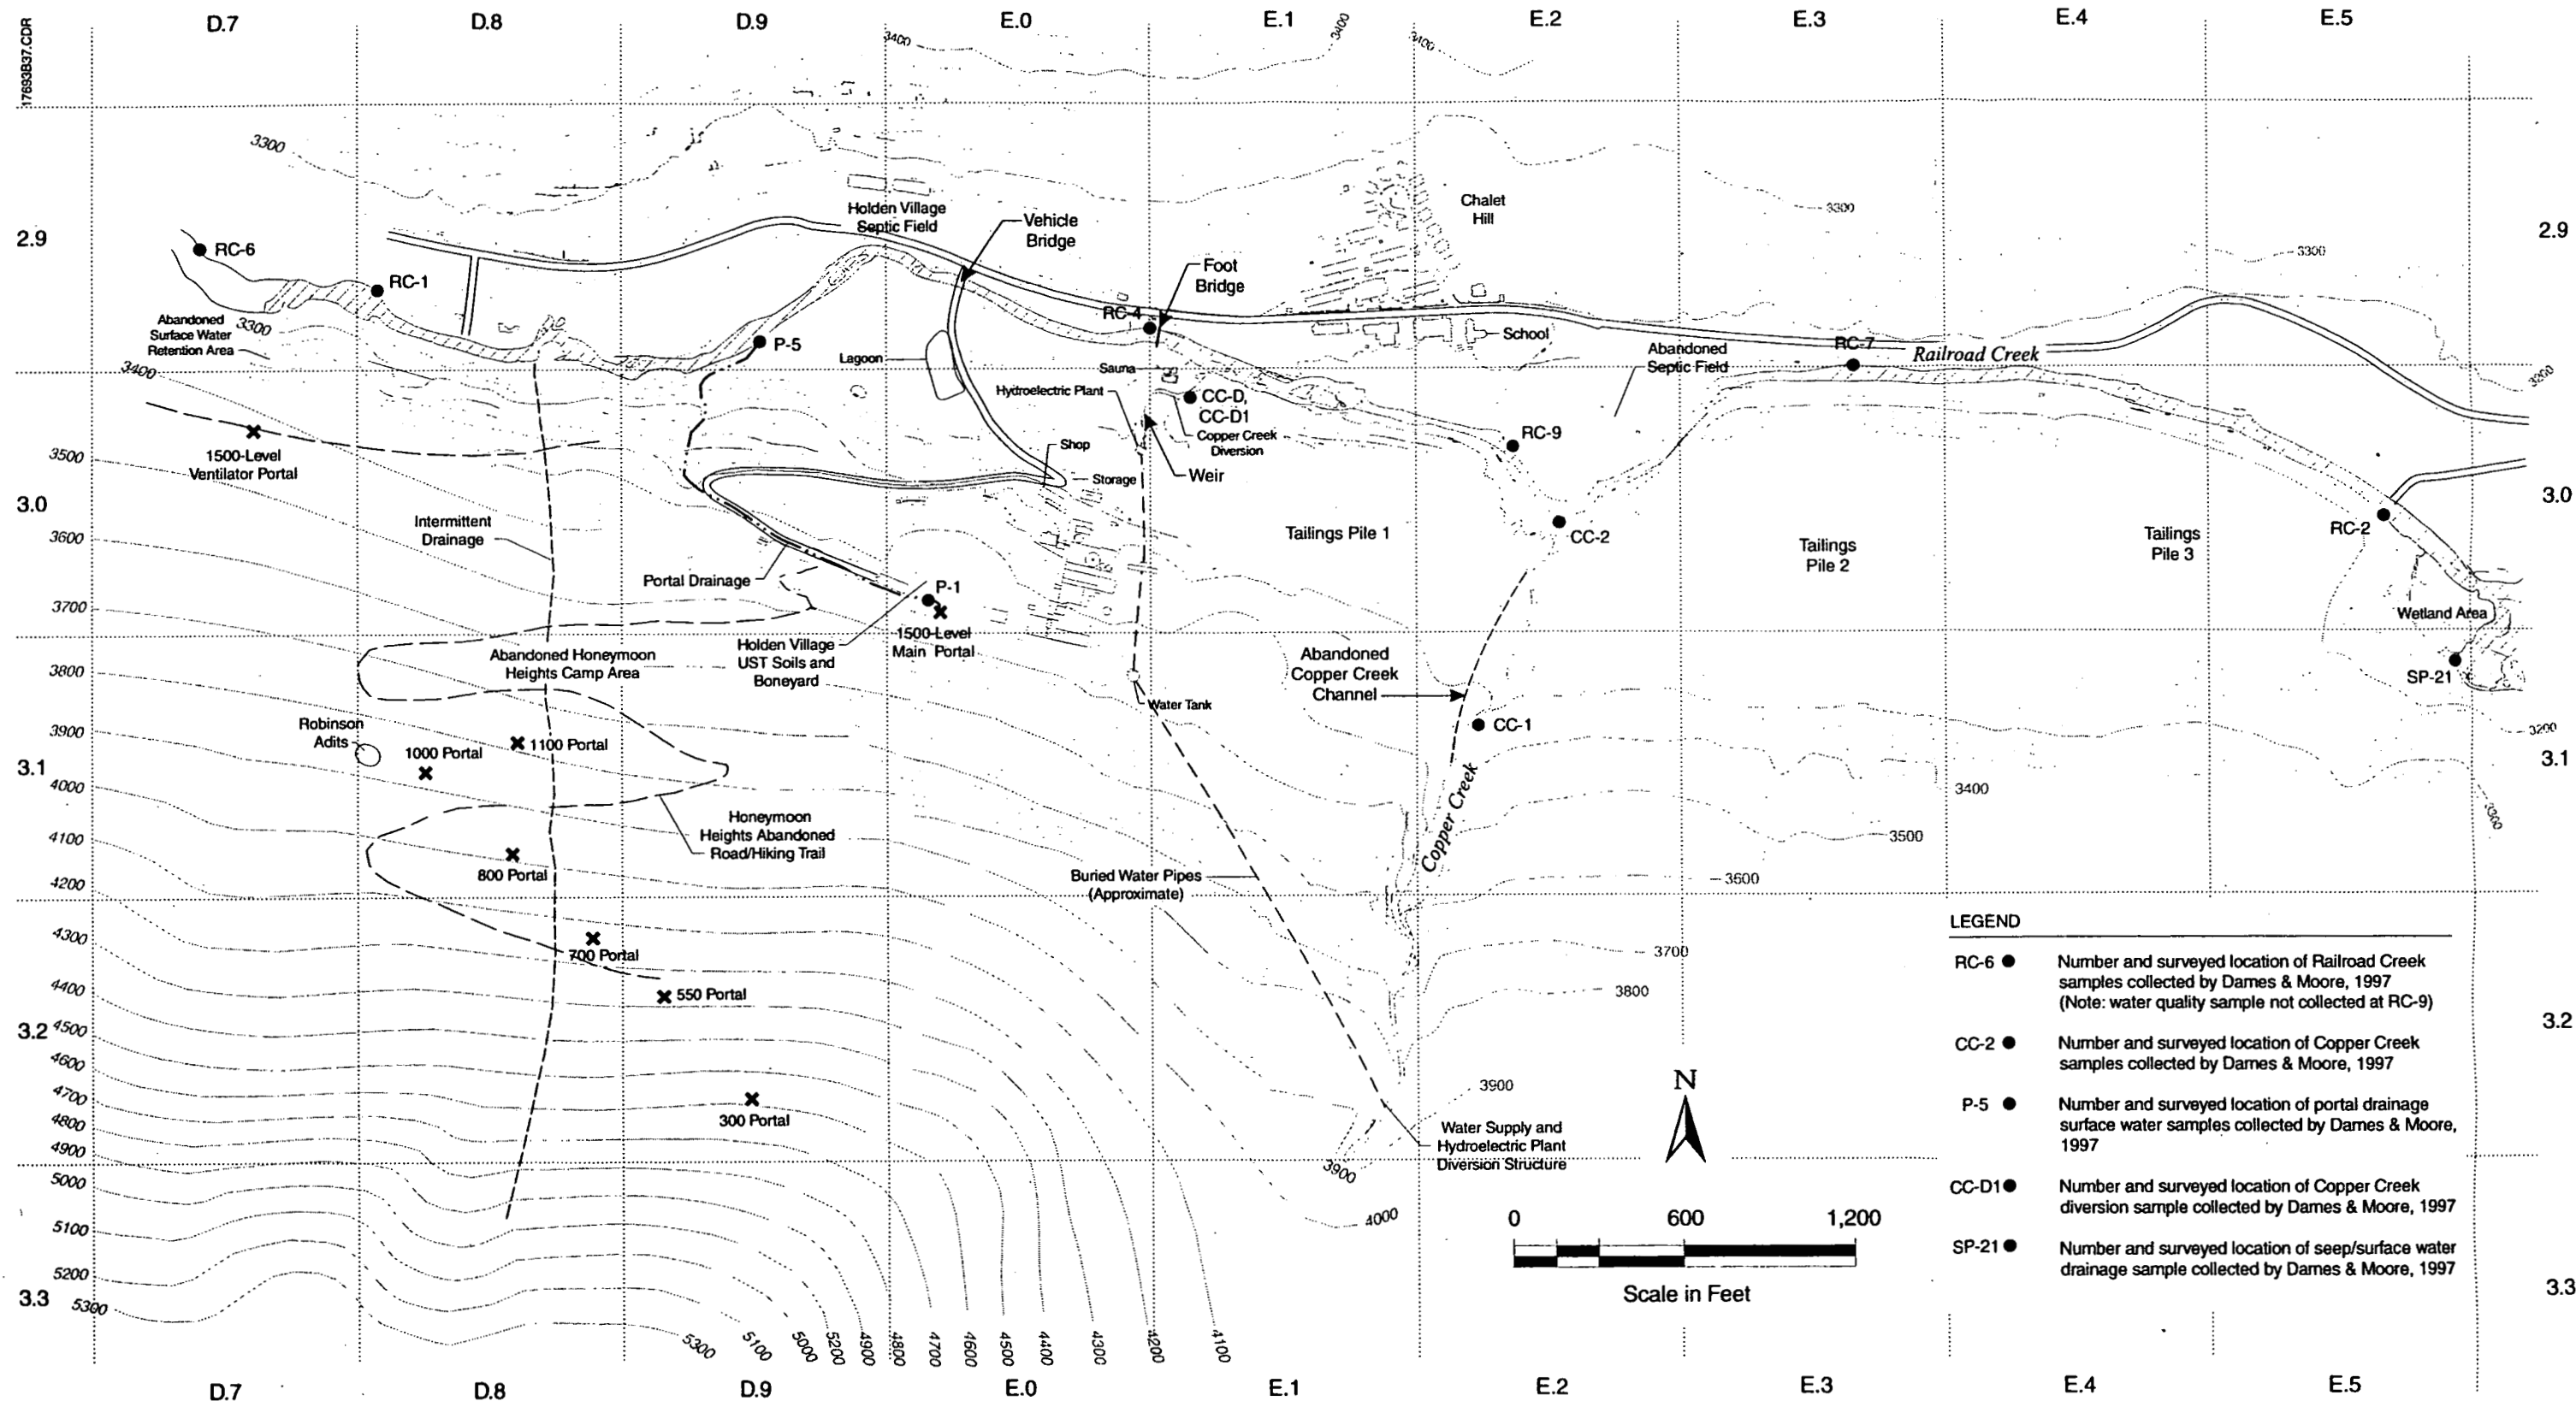 17693B37.CDR
D.7 D.8 D.9 E.0 E.1 E.2 E.3 E.4 E.5
3400
3400
3400
3300
Chalet
Hill
3300
Holden Village
Septic Field
Vehicle
Bridge
2.9
2.9
RC-6
3300
Foot
Bridge
RC-1
RC-4
Abandoned
Surface Water
Retention Area
3300
School
P-5
Lagoon
Abandoned
Septic Field
RC-7
Railroad Creek
3400
Sauna
3200
Hydroelectric Plant
CC-D,
CC-D1
Copper Creek
Diversion
RC-9
Shop
1500-Level
Ventilator Portal
3500
Storage
Weir
3.0
3.0
Intermittent
Drainage
3600
Tailings Pile 1
CC-2
Tailings
Pile 2
Tailings
Pile 3
RC-2
Portal Drainage
P-1
3700
Wetland Area
1500-Level
Main Portal
Holden Village
UST Soils and
Boneyard
Abandoned Honeymoon
Heights Camp Area
3800
Abandoned
Copper Creek
Channel
SP-21
Water Tank
Robinson
Adits
3900
1000 Portal
1100 Portal
CC-1
3200
3.1
3.1
4000
3400
3300
Honeymoon
Heights Abandoned
Road/Hiking Trail
Copper Creek
4100
3500
800 Portal
4200
Buried Water Pipes
(Approximate)
3600
4300
700 Portal
3700
4400
550 Portal
3800
3.2
3.2
4500
4600
4700
4800
4900
300 Portal
3900
N
Water Supply and
Hydroelectric Plant
Diversion Structure
3900
5000
5100
4000
5200
3.3
3.3
5300
5300 5100 5000 5200 4900 4800 4700 4600 4500 4400 4300 4200 4100
0 600 1,200
Scale in Feet
LEGEND
RC-6 Number and surveyed location of Railroad Creek
samples collected by Dames & Moore, 1997
(Note: water quality sample not collected at RC-9)
CC-2 Number and surveyed location of Copper Creek
samples collected by Dames & Moore, 1997
P-5 Number and surveyed location of portal drainage
surface water samples collected by Dames & Moore,
1997
CC-D1 Number and surveyed location of Copper Creek
diversion sample collected by Dames & Moore, 1997
SP-21 Number and surveyed location of seep/surface water
drainage sample collected by Dames & Moore, 1997
D.7 D.8 D.9 E.0 E.1 E.2 E.3 E.4 E.5